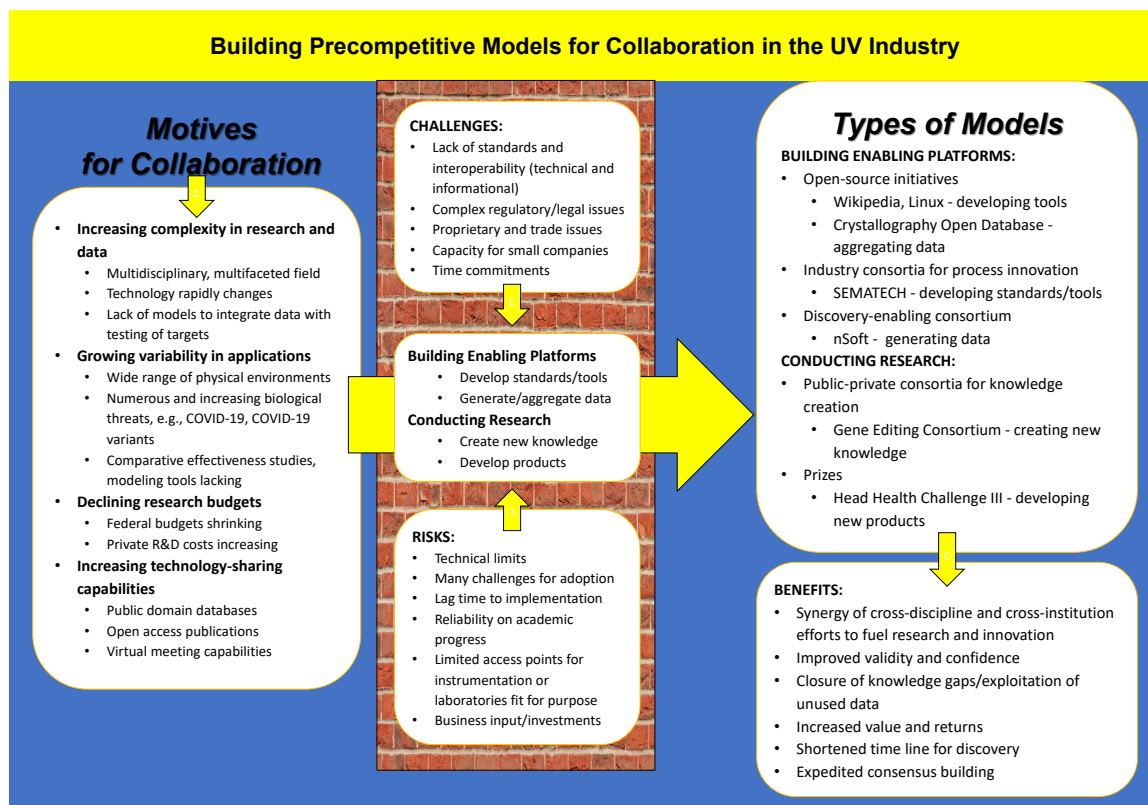 Building Precompetitive Models for Collaboration in the UV Industry
Motives
for Collaboration
• Increasing complexity in research and
data
• Multidisciplinary, multifaceted field
• Technology rapidly changes
• Lack of models to integrate data with
testing of targets
• Growing variability in applications
• Wide range of physical environments
• Numerous and increasing biological
threats, e.g., COVID-19, COVID-19
variants
• Comparative effectiveness studies,
modeling tools lacking
• Declining research budgets
• Federal budgets shrinking
• Private R&D costs increasing
• Increasing technology-sharing
capabilities
• Public domain databases
• Open access publications
• Virtual meeting capabilities
CHALLENGES:
• Lack of standards and
interoperability (technical and
informational)
• Complex regulatory/legal issues
• Proprietary and trade issues
• Capacity for small companies
• Time commitments
Building Enabling Platforms
• Develop standards/tools
• Generate/aggregate data
Conducting Research
• Create new knowledge
• Develop products
RISKS:
• Technical limits
• Many challenges for adoption
• Lag time to implementation
• Reliability on academic
progress
• Limited access points for
instrumentation or
laboratories fit for purpose
• Business input/investments
Types of Models
BUILDING ENABLING PLATFORMS:
• Open-source initiatives
• Wikipedia, Linux - developing tools
• Crystallography Open Database -
aggregating data
• Industry consortia for process innovation
• SEMATECH - developing standards/tools
• Discovery-enabling consortium
• nSoft - generating data
CONDUCTING RESEARCH:
• Public-private consortia for knowledge
creation
• Gene Editing Consortium - creating new
knowledge
• Prizes
• Head Health Challenge III - developing
new products
BENEFITS:
• Synergy of cross-discipline and cross-institution
efforts to fuel research and innovation
• Improved validity and confidence
• Closure of knowledge gaps/exploitation of
unused data
• Increased value and returns
• Shortened time line for discovery
• Expedited consensus building